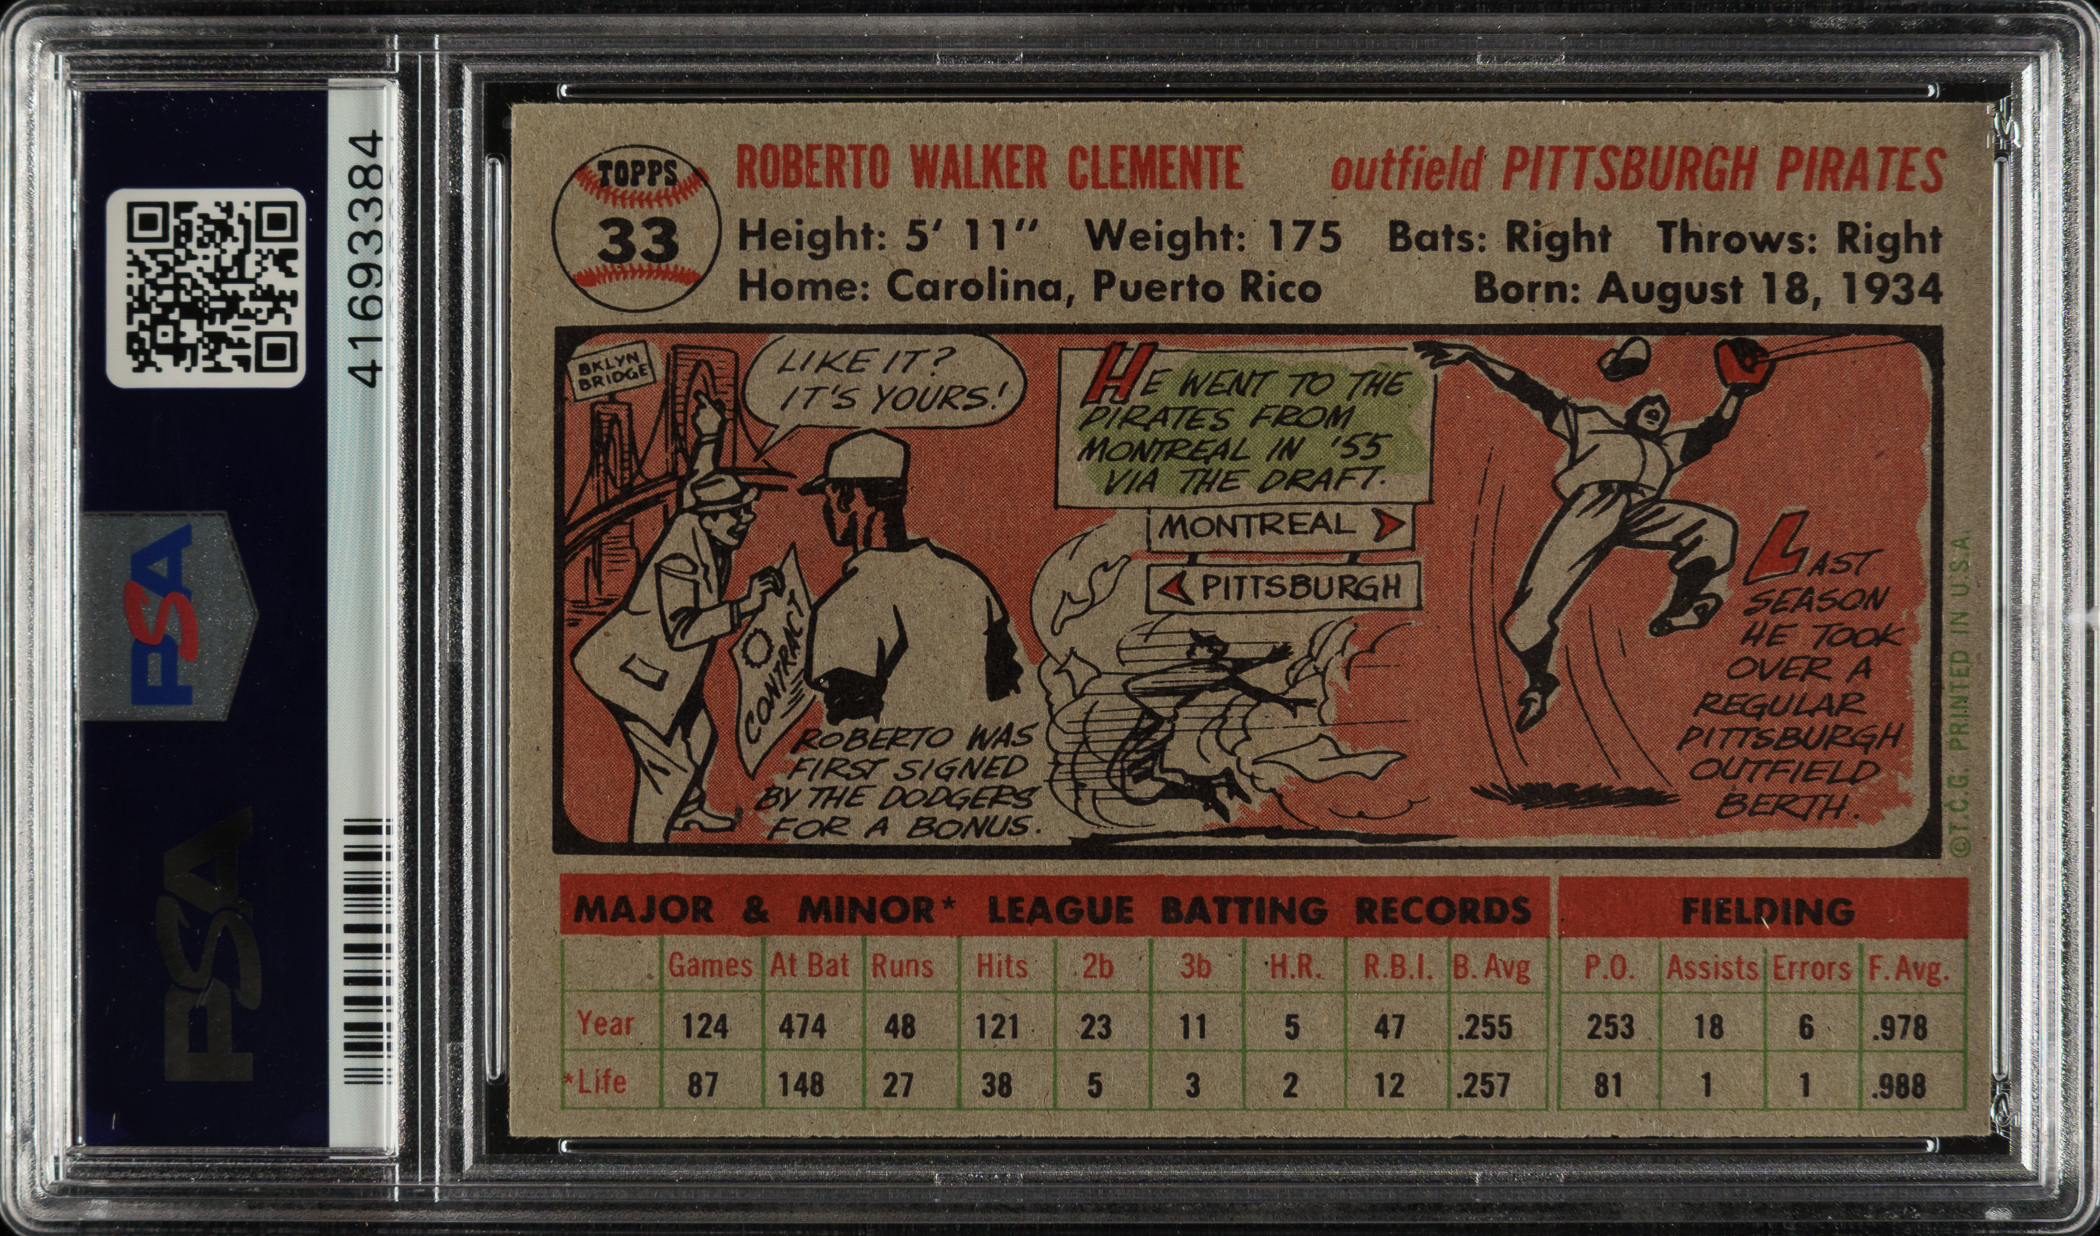 41693384
PSA
PSA
TOPPS
33
ROBERTO WALKER CLEMENTE outfield PITTSBURGH PIRATES
Height: 5' 11" Weight: 175 Bats: Right Throws: Right
Home: Carolina, Puerto Rico Born: August 18, 1934
BKLYN
BRIDGE
LIKE IT?
IT'S YOURS!
CONTRACT
ROBERTO WAS
FIRST SIGNED
BY THE DODGERS
FOR A BONUS.
HE WENT TO THE
PIRATES FROM
MONTREAL IN '55
VIA THE DRAFT.
MONTREAL
PITTSBURGH
LAST
SEASON
HE TOOK
OVER A
REGULAR
PITTSBURGH
OUTFIELD
BERTH.
©T.C.G. PRINTED IN U.S.A.
MAJOR & MINOR* LEAGUE BATTING RECORDS FIELDING
Games At Bat Runs Hits 2b 3b H.R. R.B.I. B. Avg P.O. Assists Errors F. Avg.
Year 124 474 48 121 23 11 5 47 .255 253 18 6 .978
*Life 87 148 27 38 5 3 2 12 .257 81 1 1 .988